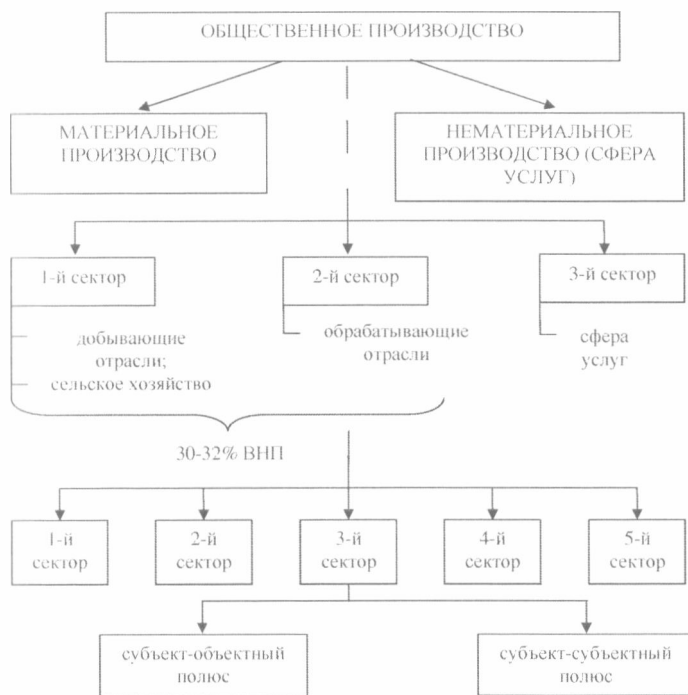 ОБЩЕСТВЕННОЕ ПРОИЗВОДСТВО
МАТЕРИАЛЬНОЕ
ПРОИЗВОДСТВО
НЕМАТЕРИАЛЬНОЕ
ПРОИЗВОДСТВО (СФЕРА
УСЛУГ)
1-й сектор
2-й сектор
3-й сектор
добывающие
отрасли;
сельское хозяйство
обрабатывающие
отрасли
сфера
услуг
30-32% ВНП
1-й
сектор
2-й
сектор
3-й
сектор
4-й
сектор
5-й
сектор
субъект-объектный
полюс
субъект-субъектный
полюс